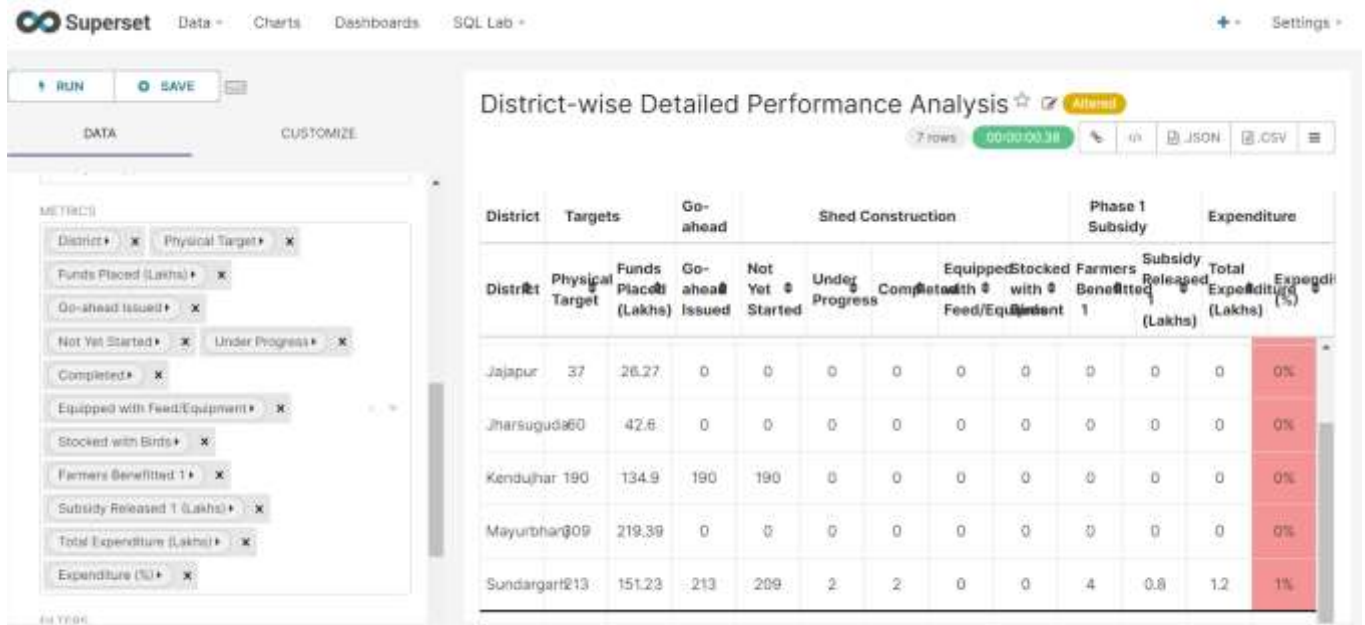 Superset Data Charts Dashboards SQL Lab + Settings
RUN SAVE
DATA CUSTOMIZE
METRICS
District Physical Target
Funds Placed (Lakhs)
Go-ahead Issued
Not Yet Started Under Progress
Completed
Equipped with Feed/Equipment
Stocked with Birds
Farmers Benefitted 1
Subsidy Released 1 (Lakhs)
Total Expenditure (Lakhs)
Expenditure (%)
FILTERS
District-wise Detailed Performance Analysis Altered
7 rows 00:00:00.38 </> .JSON .CSV
District Targets Go-ahead Shed Construction Phase 1 Subsidy Expenditure
District Physical Target Funds Placed (Lakhs) Go-ahead Issued Not Yet Started Under Progress Completed Equipped with Feed/Equipment Stocked with Farmers Benefitted 1 Subsidy Released 1 (Lakhs) Total Expenditure (Lakhs) Expendit (%)
Jajapur 37 26.27 0 0 0 0 0 0 0 0 0 0%
Jharsuguda 60 42.6 0 0 0 0 0 0 0 0 0 0%
Kendujhar 190 134.9 190 190 0 0 0 0 0 0 0 0%
Mayurbhanj 309 219.39 0 0 0 0 0 0 0 0 0 0%
Sundargarh 213 151.23 213 209 2 2 0 0 4 0.8 1.2 1%